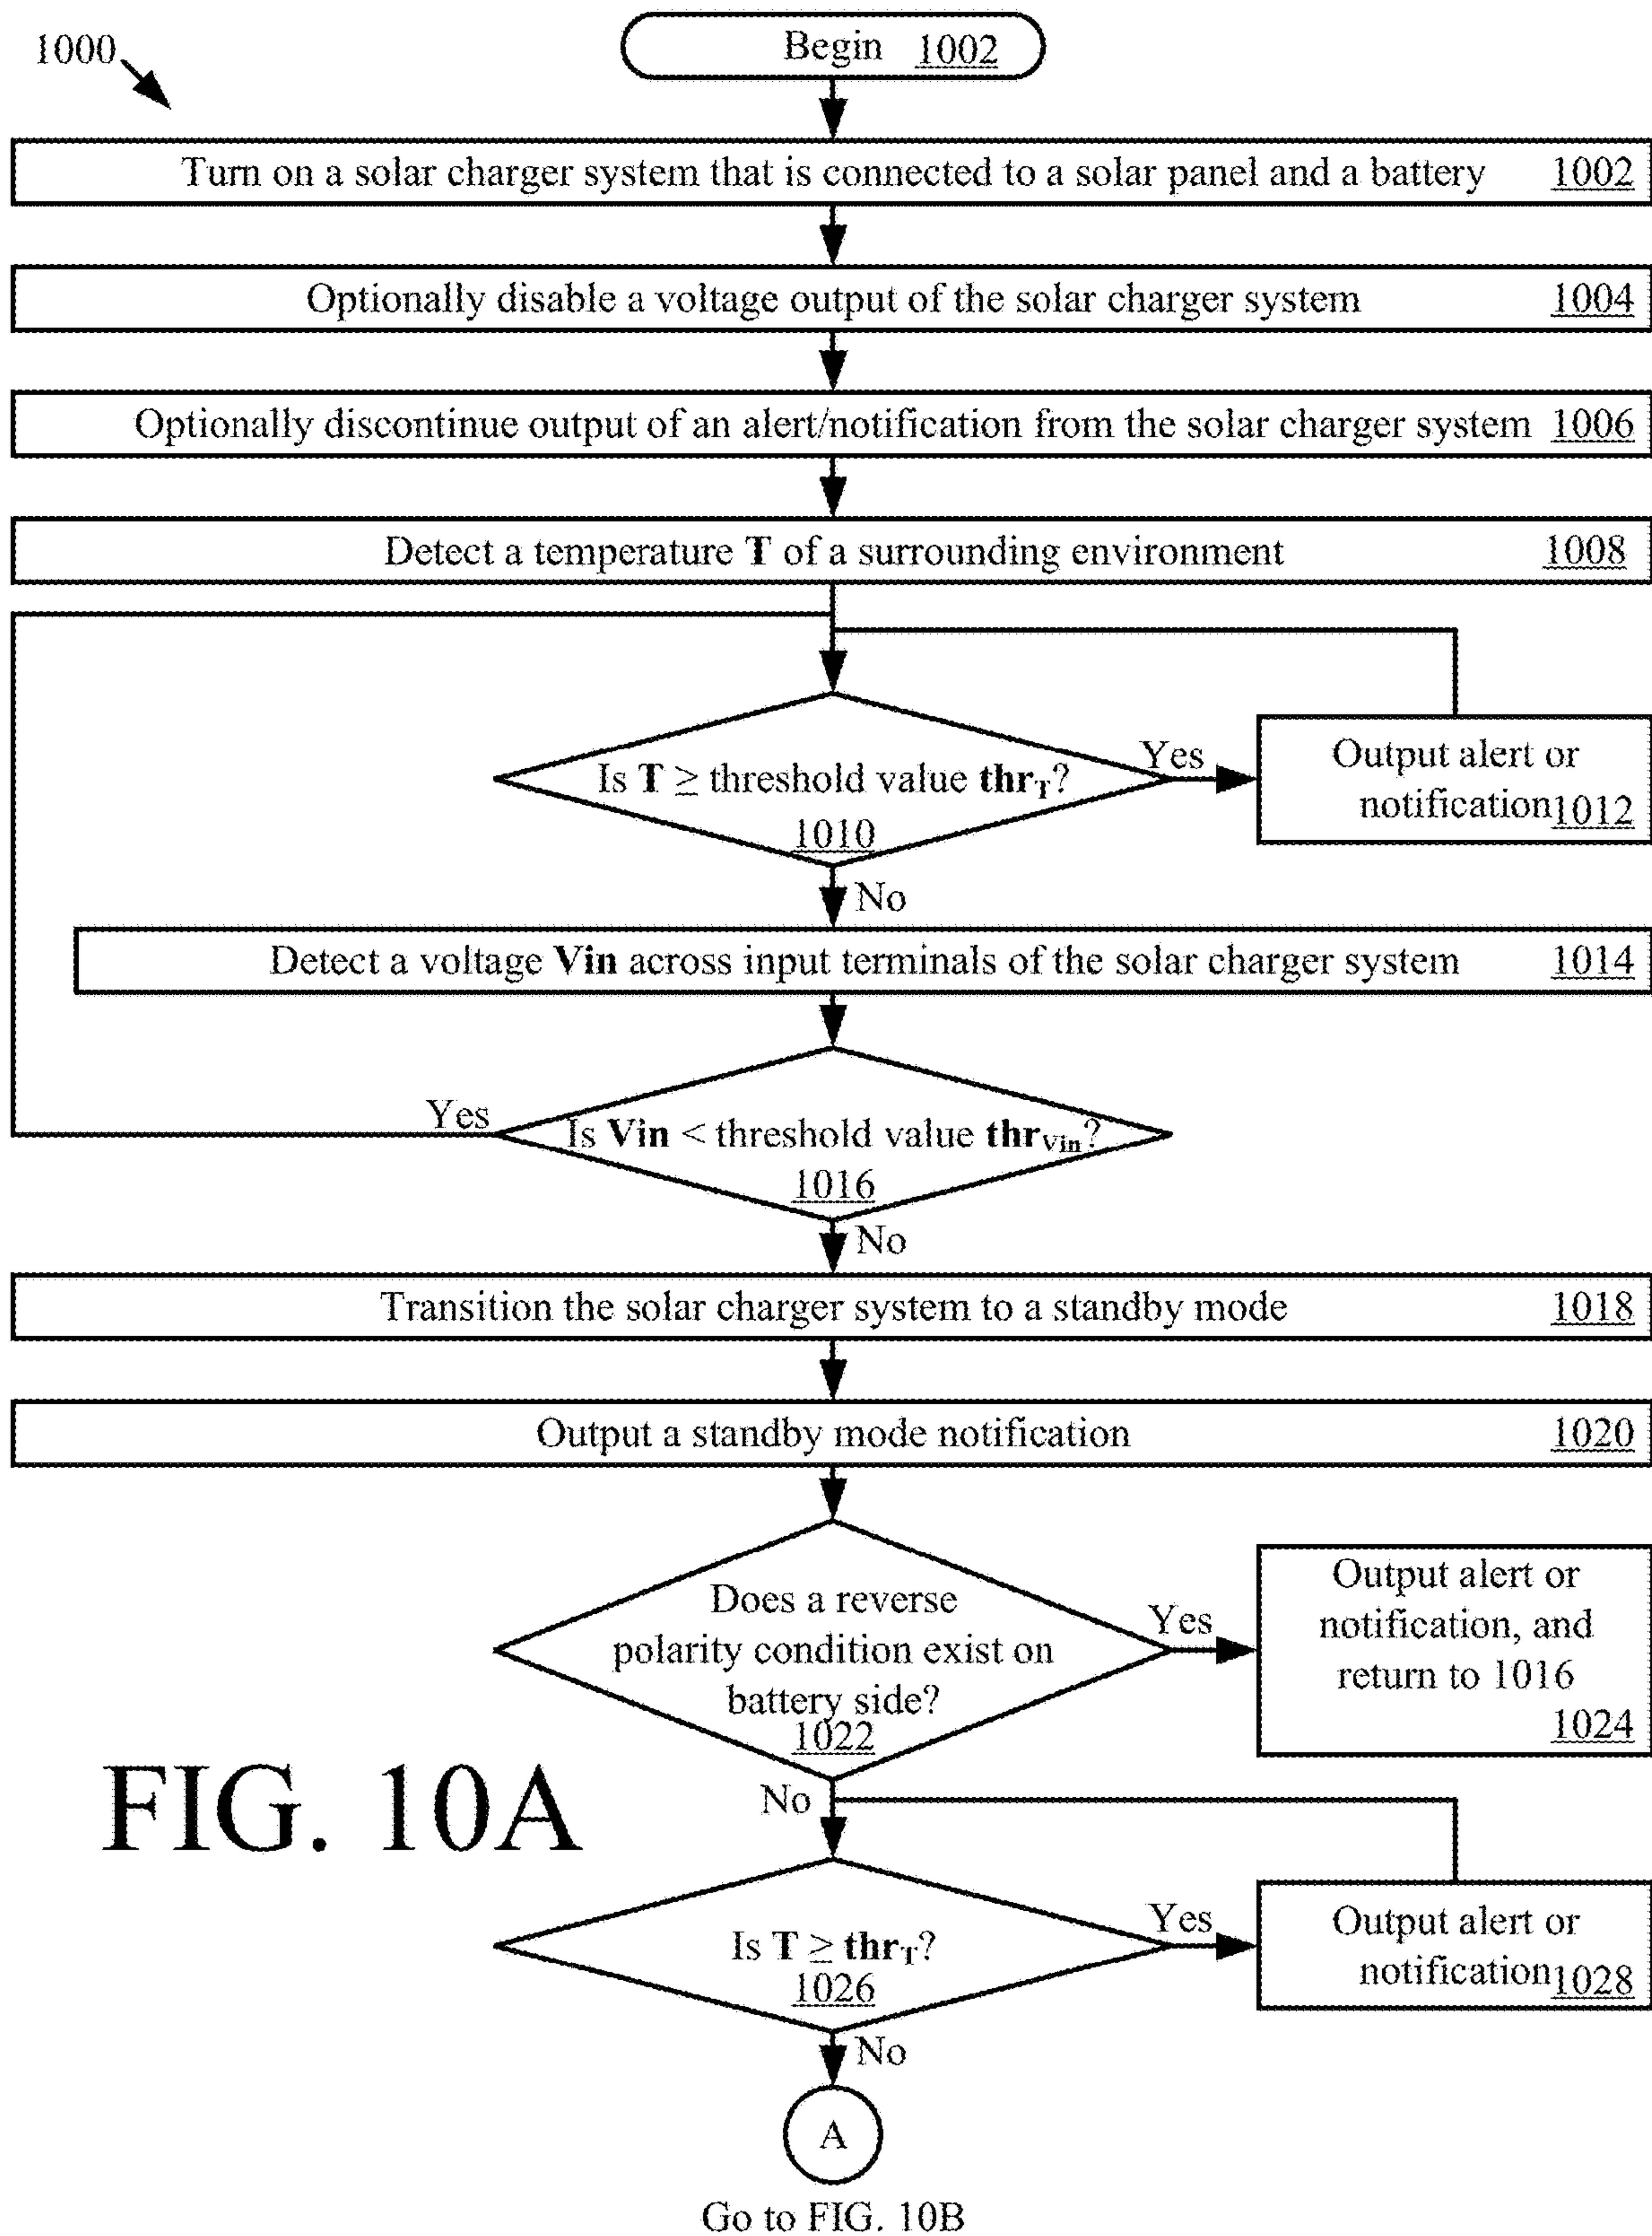 1000
Begin 1002
Turn on a solar charger system that is connected to a solar panel and a battery 1002
Optionally disable a voltage output of the solar charger system 1004
Optionally discontinue output of an alert/notification from the solar charger system 1006
Detect a temperature T of a surrounding environment 1008
Is T ≥ threshold value thrT?
1010
Yes
Output alert or
notification 1012
No
Detect a voltage Vin across input terminals of the solar charger system 1014
Yes
Is Vin < threshold value thrVin?
1016
No
Transition the solar charger system to a standby mode 1018
Output a standby mode notification 1020
Does a reverse
polarity condition exist on
battery side?
1022
Yes
Output alert or
notification, and
return to 1016
1024
No
FIG. 10A
Is T ≥ thrT?
1026
Yes
Output alert or
notification 1028
No
A
Go to FIG. 10B